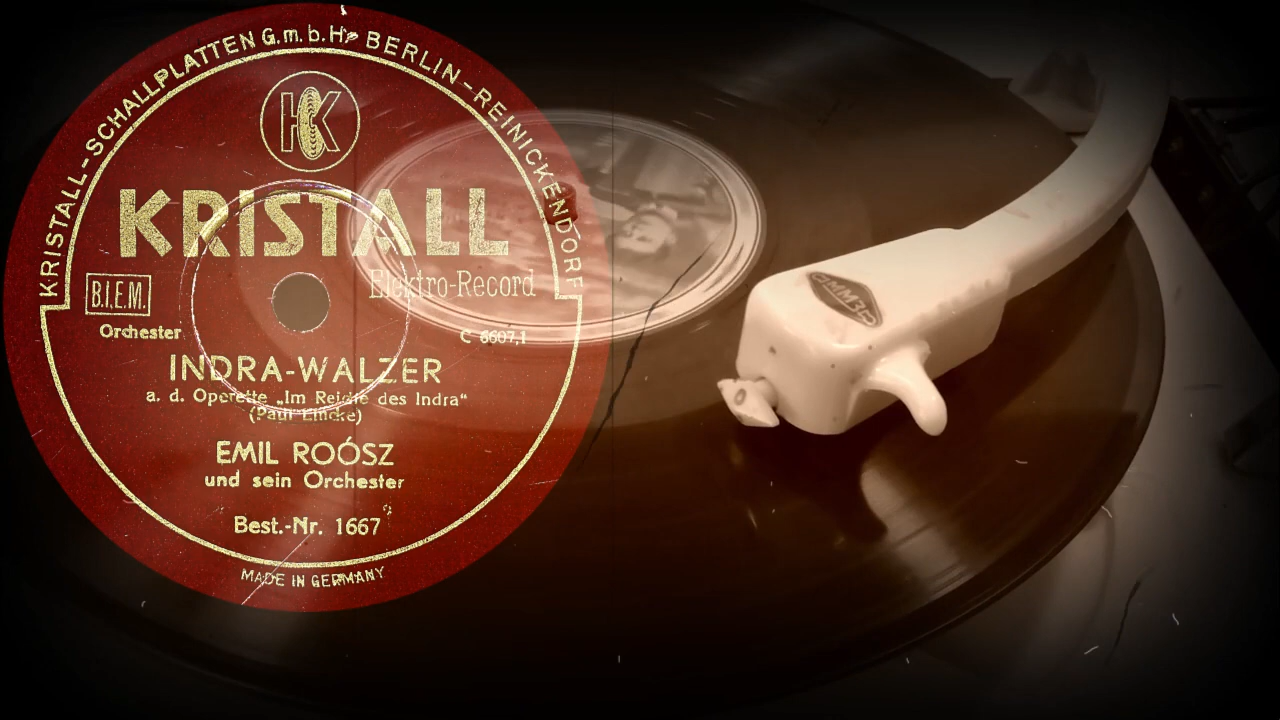 KRISTALL-SCHALLPLATTEN G.m.b.H. BERLIN-REINICKENDORF
K
KRISTALL
Elektro-Record
B.I.E.M.
Orchester
C 6607,1
INDRA-WALZER
a. d. Operette „Im Reiche des Indra“
(Paul Lincke)
EMIL ROÓSZ
und sein Orchester
Best.-Nr. 1667
MADE IN GERMANY